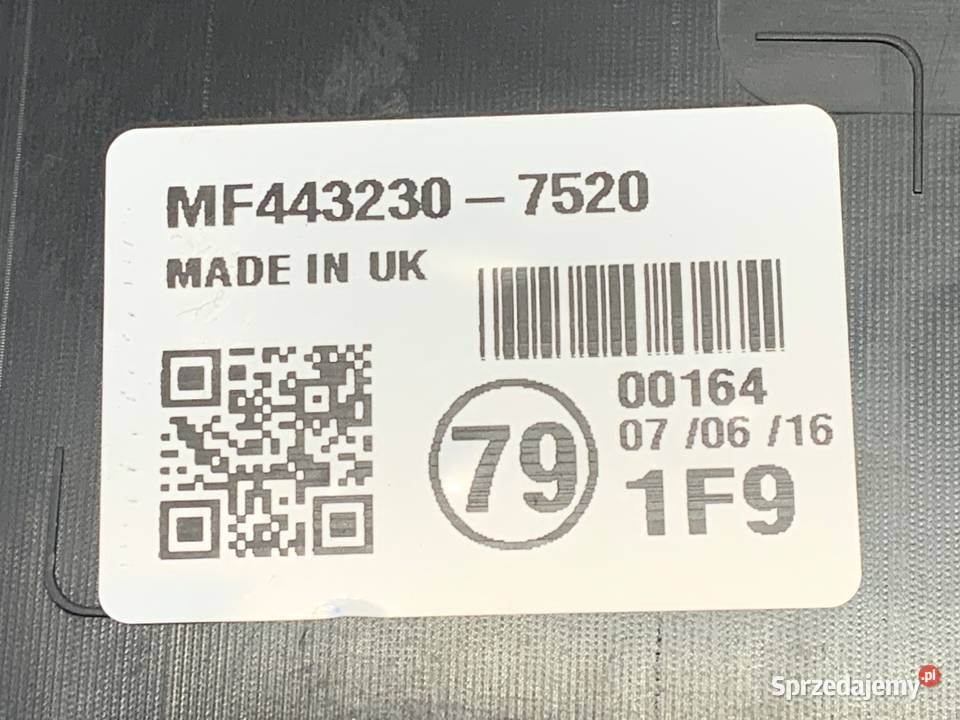 MF443230-7520
MADE IN UK
00164
07 /06 /16
79
1F9
Sprzedajemy.pl